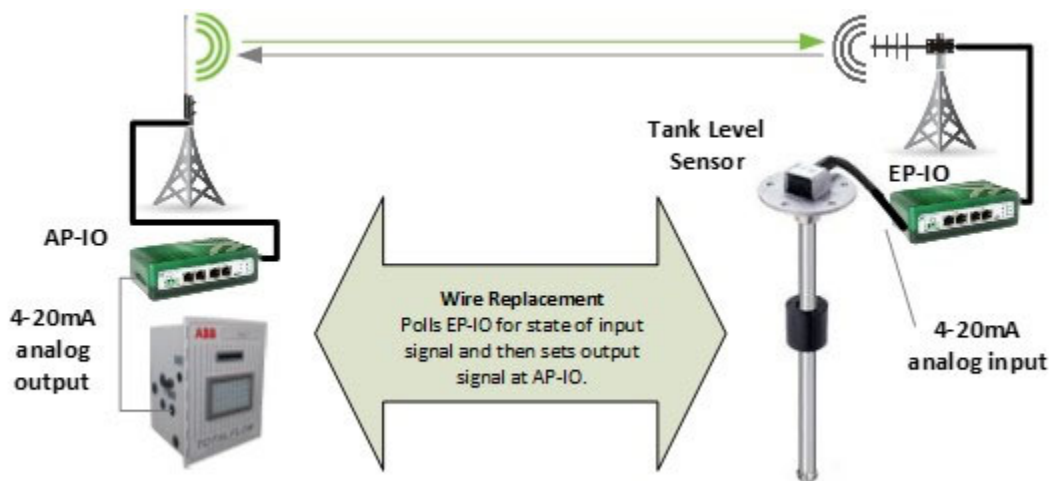 Tank Level
Sensor
EP-IO
AP-IO
4-20mA
analog
output
ABB
TOTALFLOW
Wire Replacement
Polls EP-IO for state of input
signal and then sets output
signal at AP-IO.
4-20mA
analog input